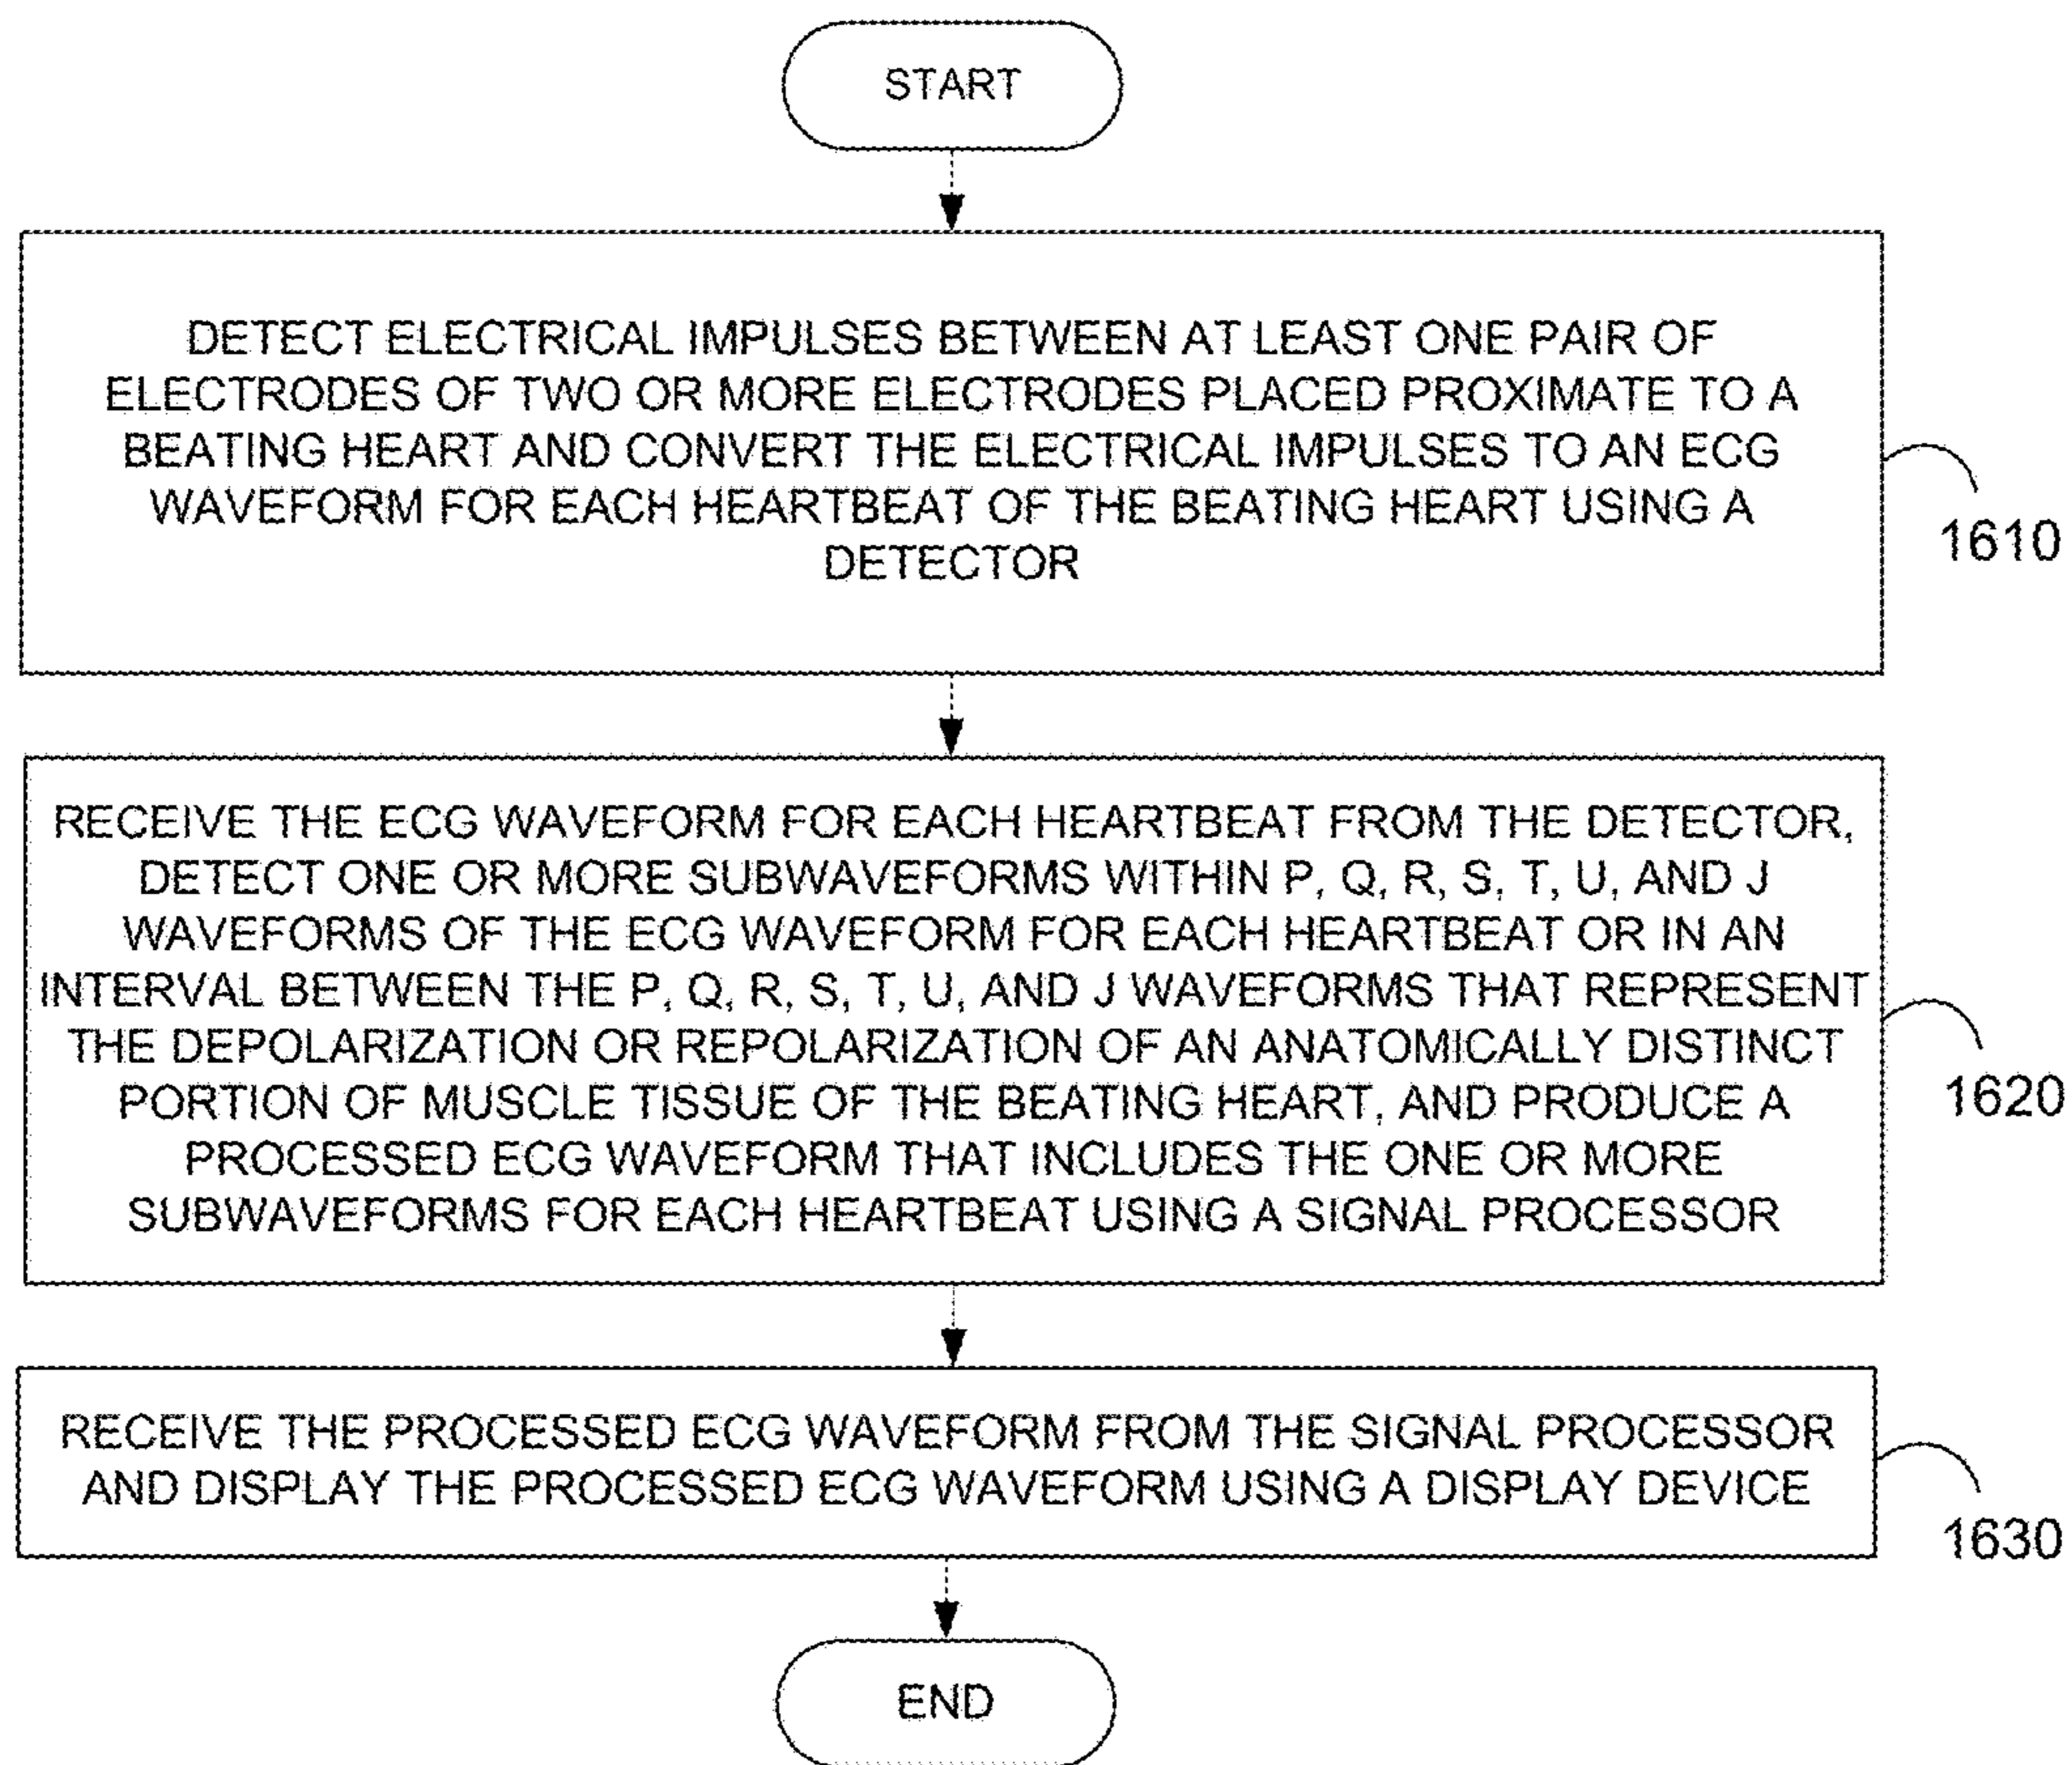 START
DETECT ELECTRICAL IMPULSES BETWEEN AT LEAST ONE PAIR OF
ELECTRODES OF TWO OR MORE ELECTRODES PLACED PROXIMATE TO A
BEATING HEART AND CONVERT THE ELECTRICAL IMPULSES TO AN ECG
WAVEFORM FOR EACH HEARTBEAT OF THE BEATING HEART USING A
DETECTOR
1610
RECEIVE THE ECG WAVEFORM FOR EACH HEARTBEAT FROM THE DETECTOR,
DETECT ONE OR MORE SUBWAVEFORMS WITHIN P, Q, R, S, T, U, AND J
WAVEFORMS OF THE ECG WAVEFORM FOR EACH HEARTBEAT OR IN AN
INTERVAL BETWEEN THE P, Q, R, S, T, U, AND J WAVEFORMS THAT REPRESENT
THE DEPOLARIZATION OR REPOLARIZATION OF AN ANATOMICALLY DISTINCT
PORTION OF MUSCLE TISSUE OF THE BEATING HEART, AND PRODUCE A
PROCESSED ECG WAVEFORM THAT INCLUDES THE ONE OR MORE
SUBWAVEFORMS FOR EACH HEARTBEAT USING A SIGNAL PROCESSOR
1620
RECEIVE THE PROCESSED ECG WAVEFORM FROM THE SIGNAL PROCESSOR
AND DISPLAY THE PROCESSED ECG WAVEFORM USING A DISPLAY DEVICE
1630
END